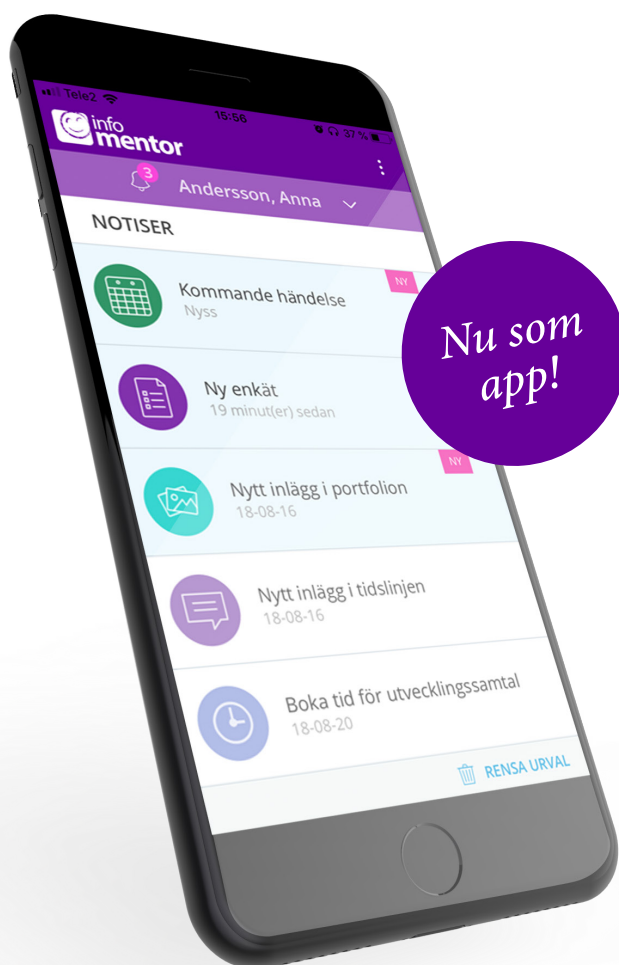 Tele2
15:56
37 %
info
mentor
3
Andersson, Anna
NOTISER
Kommande händelse
NY
Nyss
Ny enkät
19 minut(er) sedan
Nytt inlägg i portfolion
NY
18-08-16
Nytt inlägg i tidslinjen
18-08-16
Boka tid för utvecklingssamtal
18-08-20
RENSA URVAL
Nu som
app!